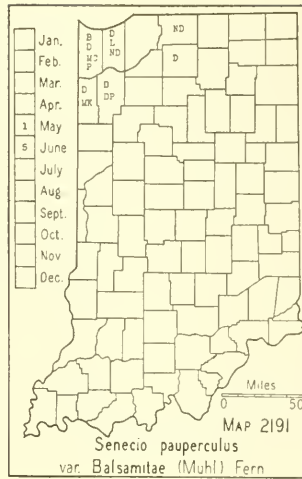 Jan.
Feb.
Mar.
Apr.
1 May
5 June
July
Aug
Sept.
Oct.
Nov
Dec.
B
D
MC
P
D
L
ND
ND
D
D
WK
D
DP
Miles
0 50
MAP 2191
Senecio pauperculus
var. Balsamitae (Muhl) Fern